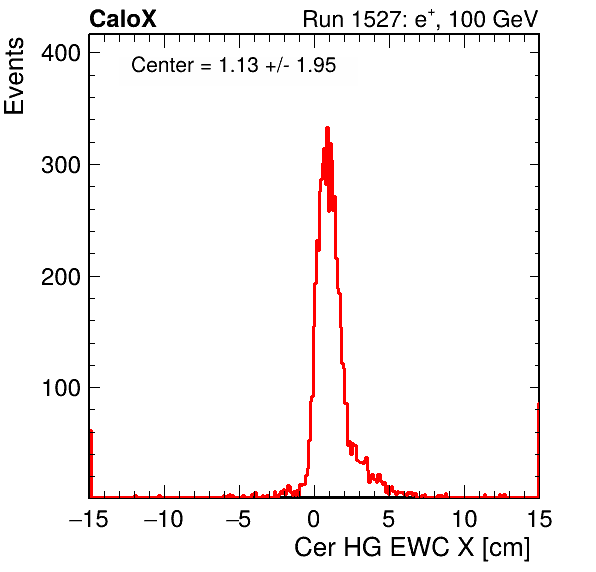 CaloX
Run 1527: e⁺, 100 GeV
Events
Center = 1.13 +/- 1.95
400
300
200
100
−15 −10 −5 0 5 10 15
Cer HG EWC X [cm]